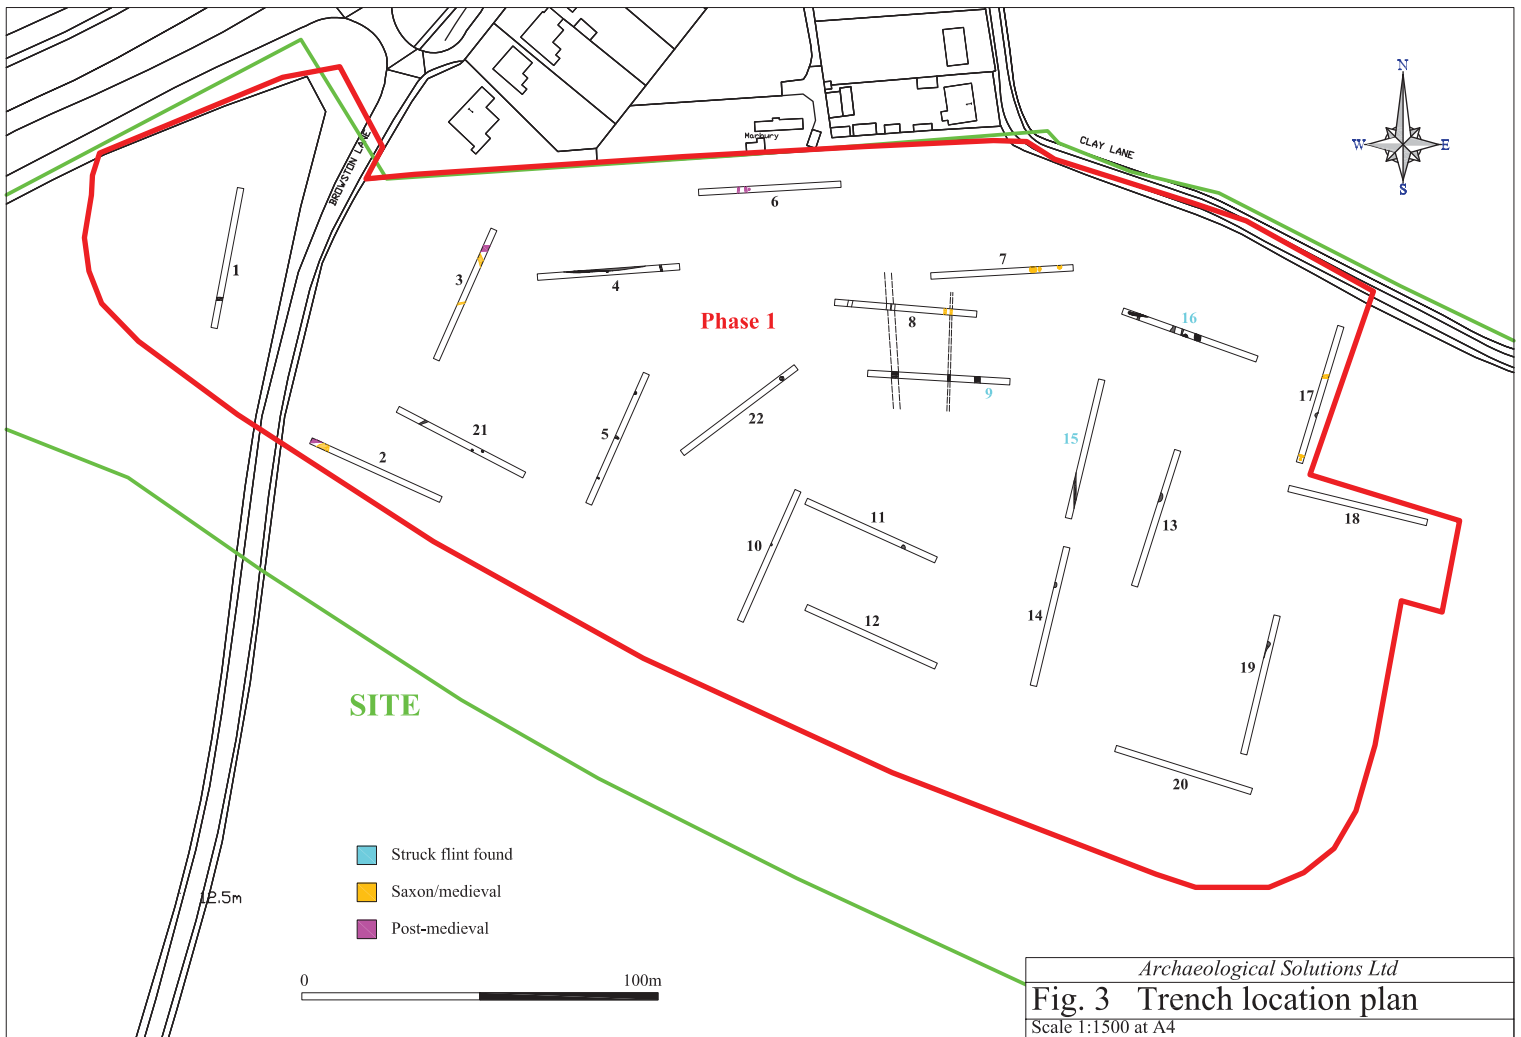 BROWSTON LANE
Marbury
CLAY LANE
N
W E
S
1
2
3
4
5
6
7
8
9
10
11
12
13
14
15
16
17
18
19
20
21
22
Phase 1
SITE
12.5m
Struck flint found
Saxon/medieval
Post-medieval
0 100m
Archaeological Solutions Ltd
Fig. 3 Trench location plan
Scale 1:1500 at A4